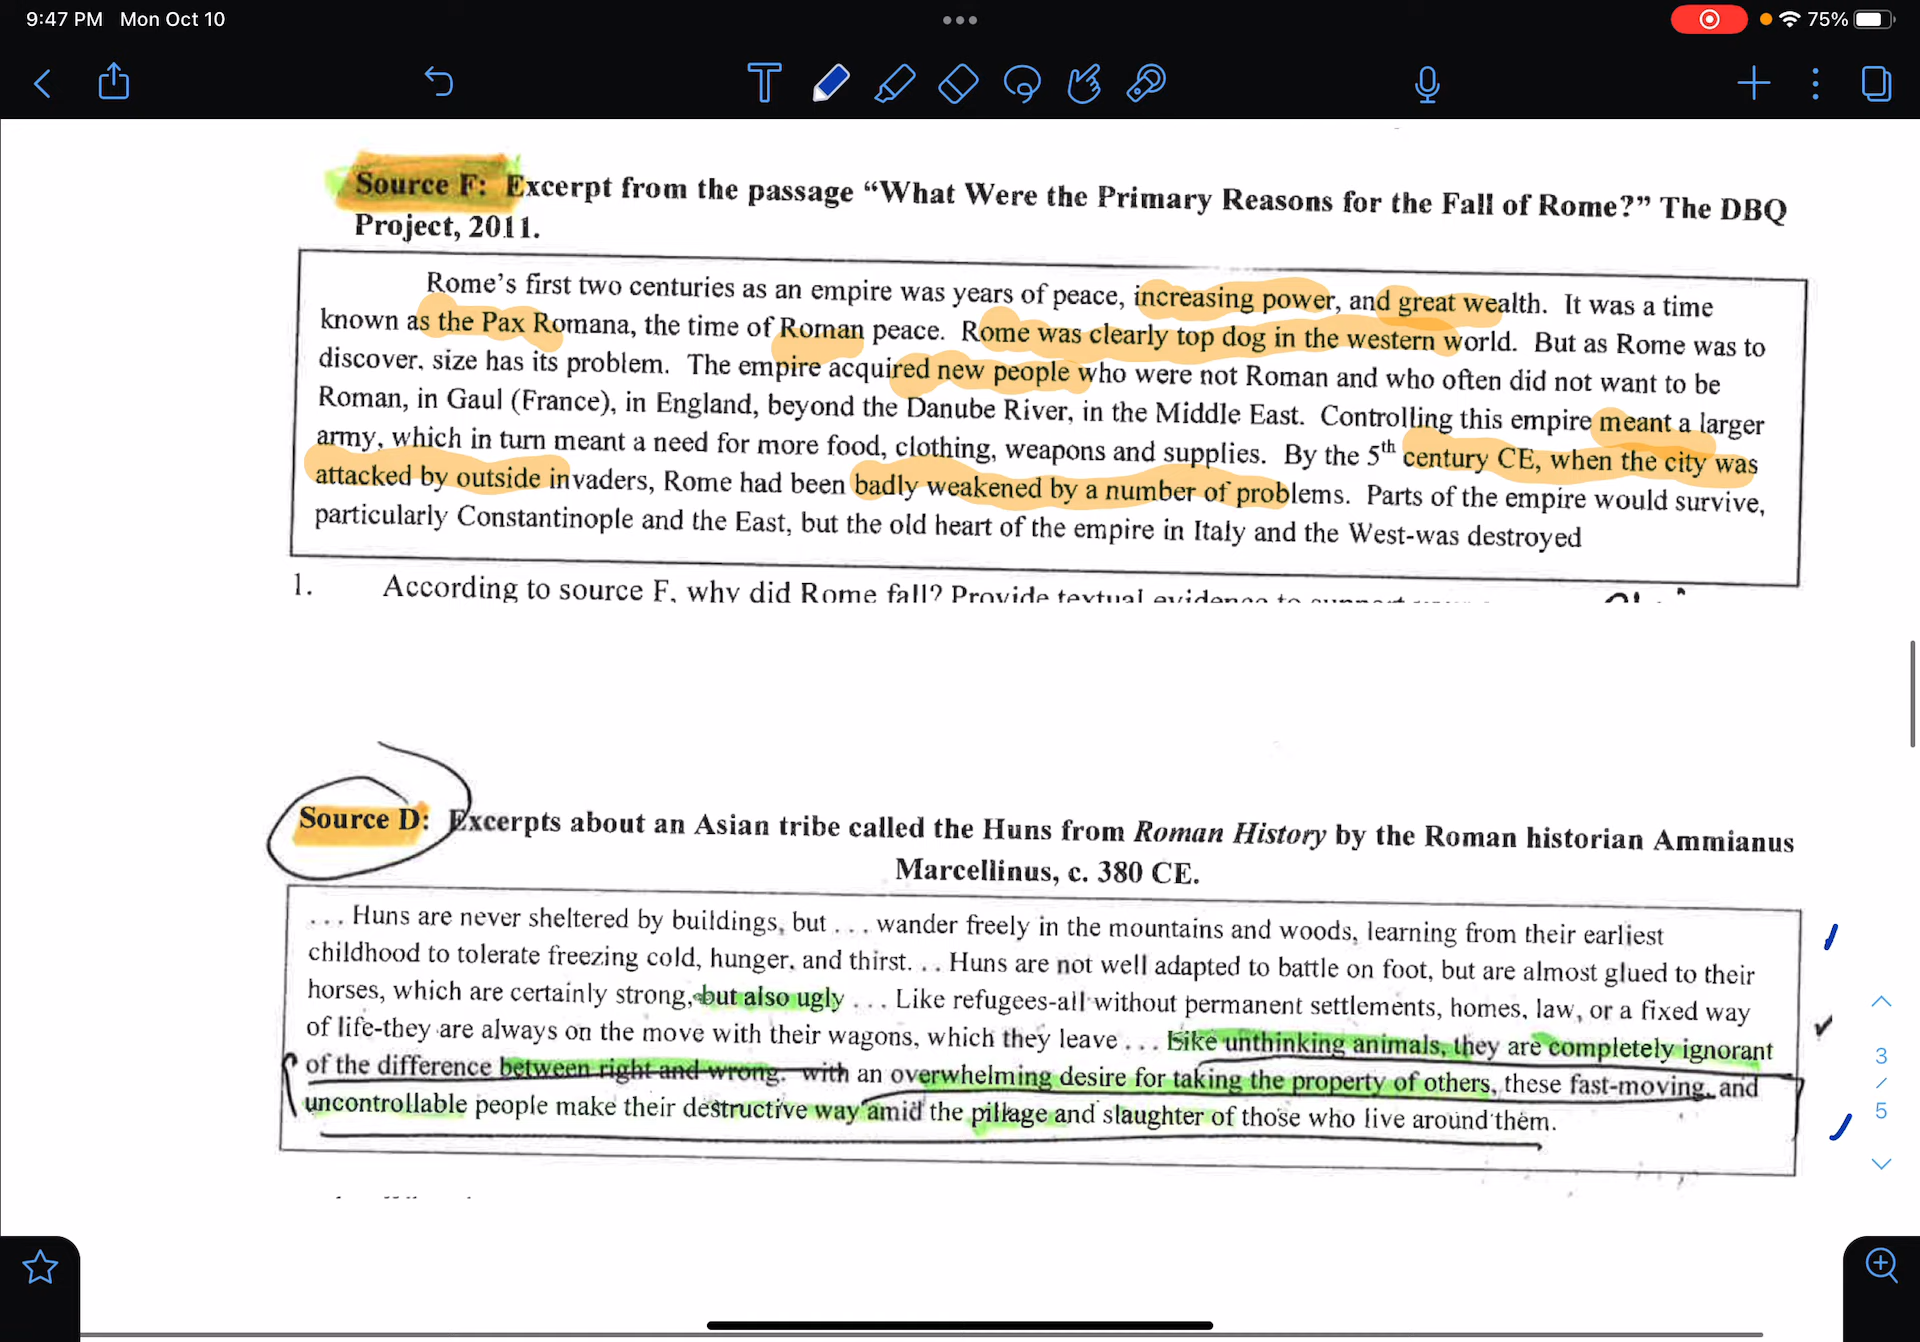 9:47 PM Mon Oct 10
75%
Source F: Excerpt from the passage “What Were the Primary Reasons for the Fall of Rome?” The DBQ
Project, 2011.
Rome’s first two centuries as an empire was years of peace, increasing power, and great wealth. It was a time
known as the Pax Romana, the time of Roman peace. Rome was clearly top dog in the western world. But as Rome was to
discover, size has its problem. The empire acquired new people who were not Roman and who often did not want to be
Roman, in Gaul (France), in England, beyond the Danube River, in the Middle East. Controlling this empire meant a larger
army, which in turn meant a need for more food, clothing, weapons and supplies. By the 5th century CE, when the city was
attacked by outside invaders, Rome had been badly weakened by a number of problems. Parts of the empire would survive,
particularly Constantinople and the East, but the old heart of the empire in Italy and the West-was destroyed
1. According to source F, why did Rome fall? Provide textual evidence to support
Source D: Excerpts about an Asian tribe called the Huns from Roman History by the Roman historian Ammianus
Marcellinus, c. 380 CE.
. . . Huns are never sheltered by buildings, but . . . wander freely in the mountains and woods, learning from their earliest
childhood to tolerate freezing cold, hunger, and thirst. . . Huns are not well adapted to battle on foot, but are almost glued to their
horses, which are certainly strong, but also ugly . . . Like refugees-all without permanent settlements, homes, law, or a fixed way
of life-they are always on the move with their wagons, which they leave . . . Like unthinking animals, they are completely ignorant
of the difference between right and wrong. with an overwhelming desire for taking the property of others, these fast-moving, and
uncontrollable people make their destructive way amid the pillage and slaughter of those who live around them.
3
/
5